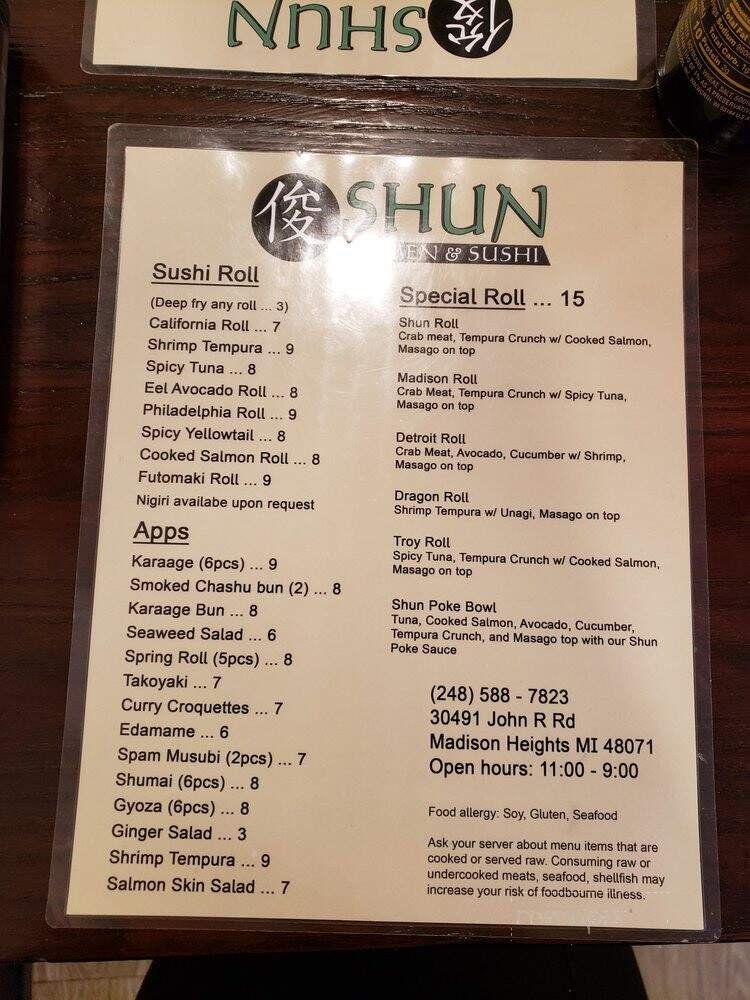 SHUN
俊
俊
SHUN
& SUSHI
Sushi Roll
(Deep fry any roll ... 3)
California Roll ... 7
Shrimp Tempura ... 9
Spicy Tuna ... 8
Eel Avocado Roll ... 8
Philadelphia Roll ... 9
Spicy Yellowtail ... 8
Cooked Salmon Roll ... 8
Futomaki Roll ... 9
Nigiri availabe upon request
Apps
Karaage (6pcs) ... 9
Smoked Chashu bun (2) ... 8
Karaage Bun ... 8
Seaweed Salad ... 6
Spring Roll (5pcs) ... 8
Takoyaki ... 7
Curry Croquettes ... 7
Edamame ... 6
Spam Musubi (2pcs) ... 7
Shumai (6pcs) ... 8
Gyoza (6pcs) ... 8
Ginger Salad ... 3
Shrimp Tempura ... 9
Salmon Skin Salad ... 7
Special Roll ... 15
Shun Roll
Crab meat, Tempura Crunch w/ Cooked Salmon,
Masago on top
Madison Roll
Crab Meat, Tempura Crunch w/ Spicy Tuna,
Masago on top
Detroit Roll
Crab Meat, Avocado, Cucumber w/ Shrimp,
Masago on top
Dragon Roll
Shrimp Tempura w/ Unagi, Masago on top
Troy Roll
Spicy Tuna, Tempura Crunch w/ Cooked Salmon,
Masago on top
Shun Poke Bowl
Tuna, Cooked Salmon, Avocado, Cucumber,
Tempura Crunch, and Masago top with our Shun
Poke Sauce
(248) 588 - 7823
30491 John R Rd
Madison Heights MI 48071
Open hours: 11:00 - 9:00
Food allergy: Soy, Gluten, Seafood
Ask your server about menu items that are
cooked or served raw. Consuming raw or
undercooked meats, seafood, shellfish may
increase your risk of foodbourne illness.